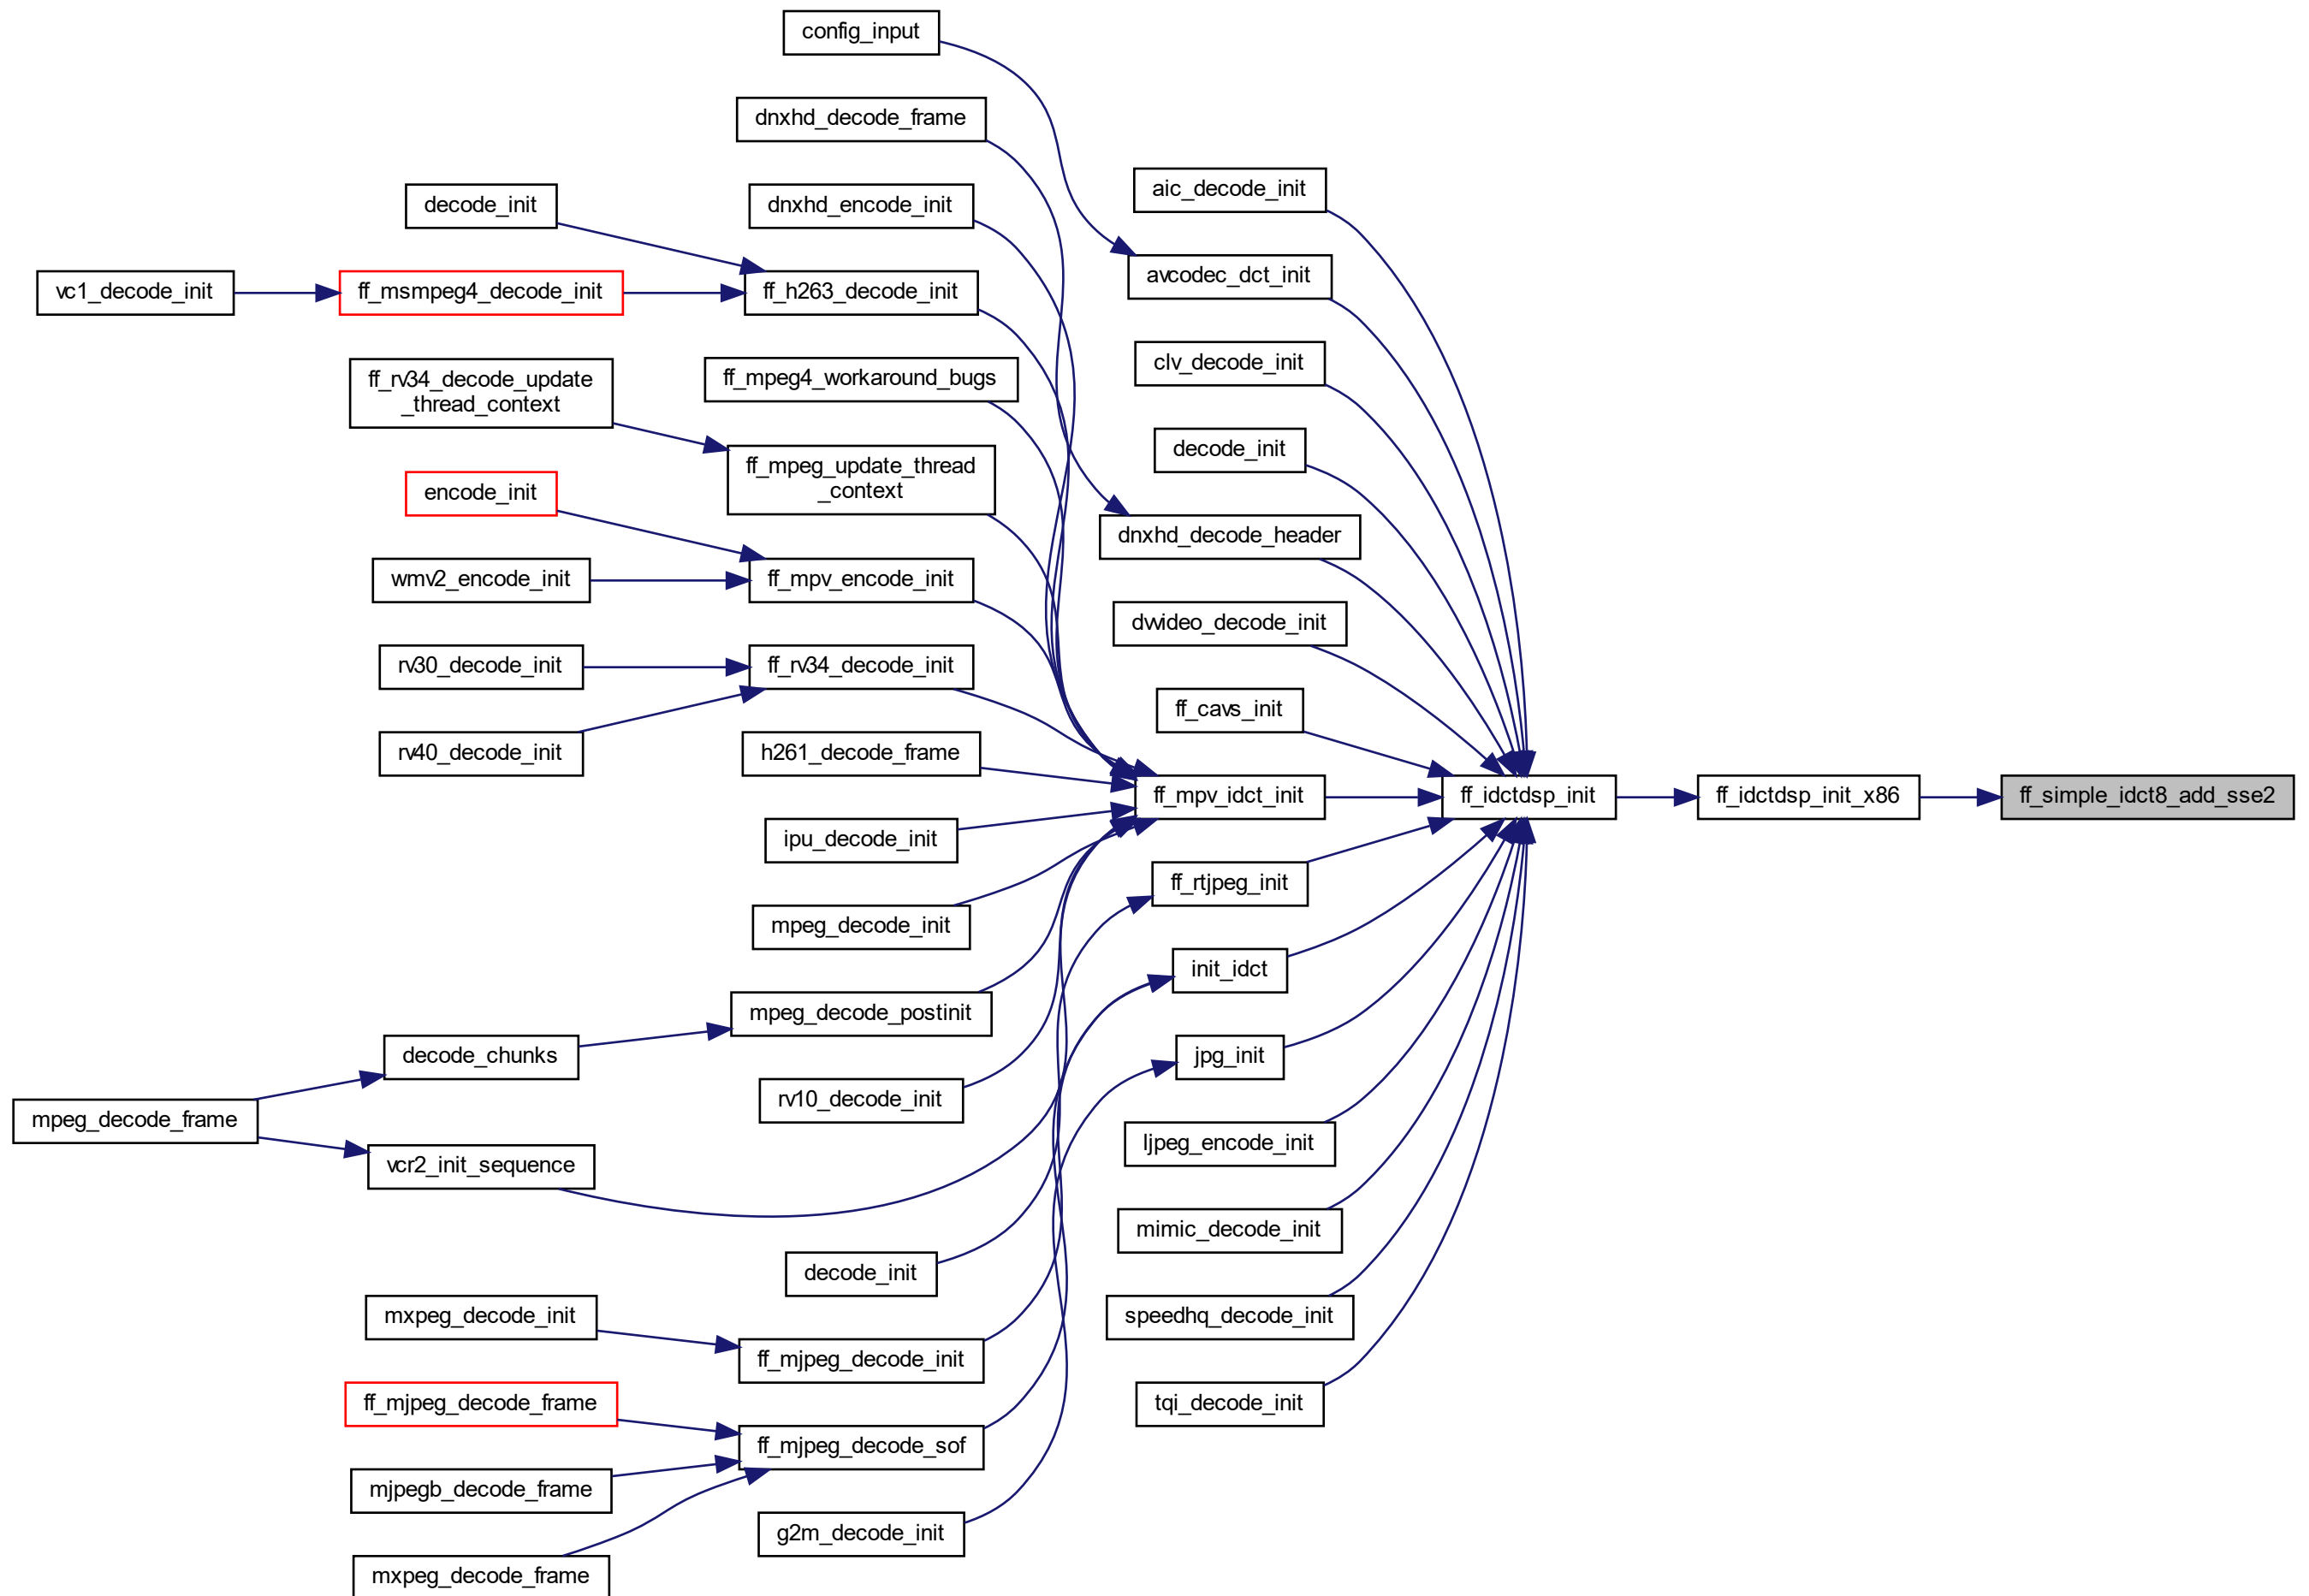 config_input
dnxhd_decode_frame
aic_decode_init
decode_init
dnxhd_encode_init
avcodec_dct_init
vc1_decode_init
ff_msmpeg4_decode_init
ff_h263_decode_init
clv_decode_init
ff_rv34_decode_update
_thread_context
ff_mpeg4_workaround_bugs
decode_init
ff_mpeg_update_thread
_context
encode_init
dnxhd_decode_header
wmv2_encode_init
ff_mpv_encode_init
dvvideo_decode_init
rv30_decode_init
ff_rv34_decode_init
ff_cavs_init
rv40_decode_init
h261_decode_frame
ff_mpv_idct_init
ff_idctdsp_init
ff_idctdsp_init_x86
ff_simple_idct8_add_sse2
ipu_decode_init
ff_rtjpeg_init
mpeg_decode_init
init_idct
mpeg_decode_postinit
decode_chunks
jpg_init
mpeg_decode_frame
rv10_decode_init
ljpeg_encode_init
vcr2_init_sequence
mimic_decode_init
decode_init
mxpeg_decode_init
speedhq_decode_init
ff_mjpeg_decode_init
ff_mjpeg_decode_frame
tqi_decode_init
ff_mjpeg_decode_sof
mjpegb_decode_frame
g2m_decode_init
mxpeg_decode_frame